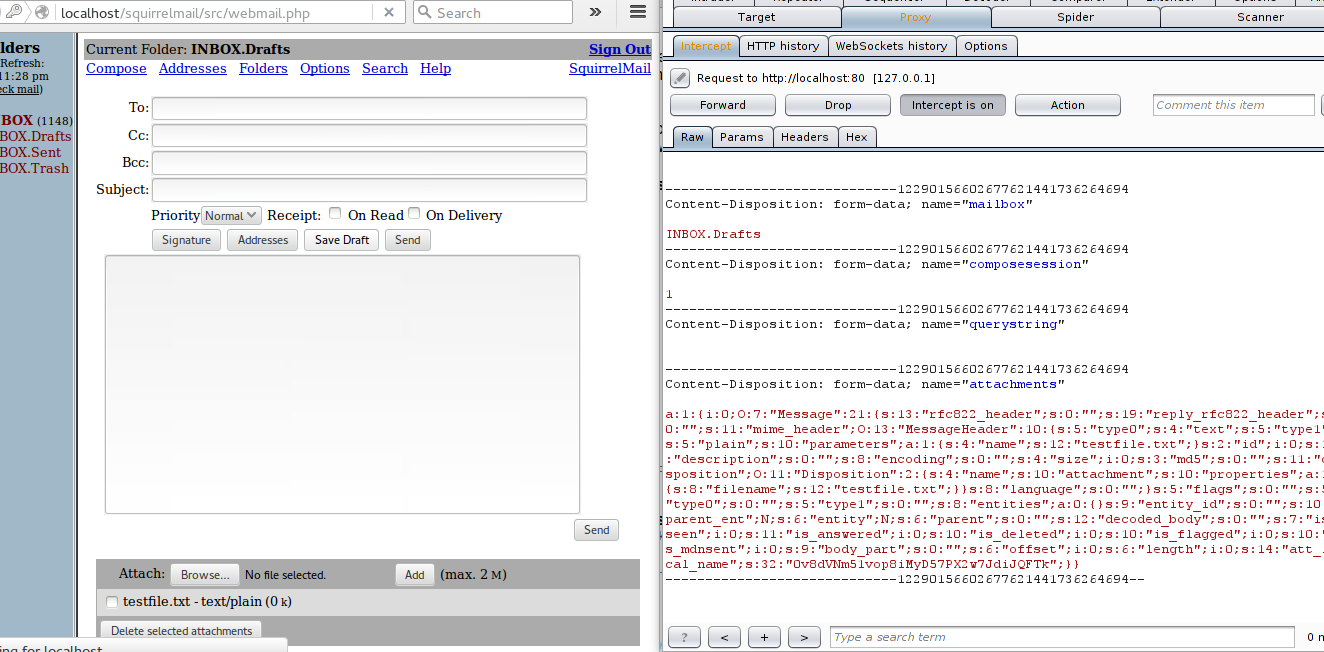 localhost/squirrelmail/src/webmail.php
Search
»
Target
Proxy
Spider
Scanner
lders
Refresh:
11:28 pm
eck mail)
BOX (1148)
BOX.Drafts
BOX.Sent
BOX.Trash
Current Folder: INBOX.Drafts
Sign Out
Compose Addresses Folders Options Search Help
SquirrelMail
To:
Cc:
Bcc:
Subject:
Priority Normal Receipt: On Read On Delivery
Signature Addresses Save Draft Send
Send
Attach: Browse... No file selected. Add (max. 2 M)
testfile.txt - text/plain (0 k)
Delete selected attachments
ing for localhost
Intercept HTTP history WebSockets history Options
Request to http://localhost:80 [127.0.0.1]
Forward Drop Intercept is on Action
Comment this item
Raw Params Headers Hex
-----------------------------122901566026776214417362​64694
Content-Disposition: form-data; name="mailbox"
INBOX.Drafts
-----------------------------12290156602677621441736264694
Content-Disposition: form-data; name="composesession"
1
-----------------------------12290156602677621441736264694
Content-Disposition: form-data; name="querystring"
-----------------------------12290156602677621441736264694
Content-Disposition: form-data; name="attachments"
a:1:{i:0;O:7:"Message":21:{s:13:"rfc822_header";s:0:"";s:19:"reply_rfc822_header";s
0:"";s:11:"mime_header";O:13:"MessageHeader":10:{s:5:"type0";s:4:"text";s:5:"type1"
s:5:"plain";s:10:"parameters";a:1:{s:4:"name";s:12:"testfile.txt";}s:2:"id";i:0;s:1
:"description";s:0:"";s:8:"encoding";s:0:"";s:4:"size";i:0;s:3:"md5";s:0:"";s:11:"d
sposition";O:11:"Disposition":2:{s:4:"name";s:10:"attachment";s:10:"properties";a:1
{s:8:"filename";s:12:"testfile.txt";}}s:8:"language";s:0:"";}s:5:"flags";s:0:"";s:5
"type0";s:0:"";s:5:"type1";s:0:"";s:8:"entities";a:0:{}s:9:"entity_id";s:0:"";s:10
parent_ent";N;s:6:"entity";N;s:6:"parent";s:0:"";s:12:"decoded_body";s:0:"";s:7:"is
seen";i:0;s:11:"is_answered";i:0;s:10:"is_deleted";i:0;s:10:"is_flagged";i:0;s:10:"
s_mdnsent";i:0;s:9:"body_part";s:0:"";s:6:"offset";i:0;s:6:"length";i:0;s:14:"att_
cal_name";s:32:"0v8dVNm51vop8iMyD57PX2w7JdiJQFTk";}}
-----------------------------12290156602677621441736264694--
? < + >
Type a search term
0 m